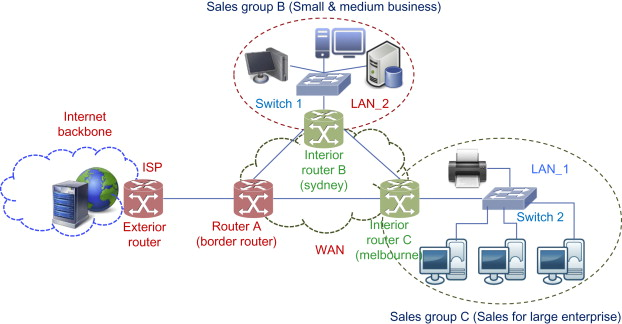 Sales group B (Small & medium business)
Switch 1
LAN_2
Internet
backbone
ISP
Interior
router B
(sydney)
LAN_1
Switch 2
Exterior
router
Router A
(border router)
WAN
Interior
router C
(melbourne)
Sales group C (Sales for large enterprise)